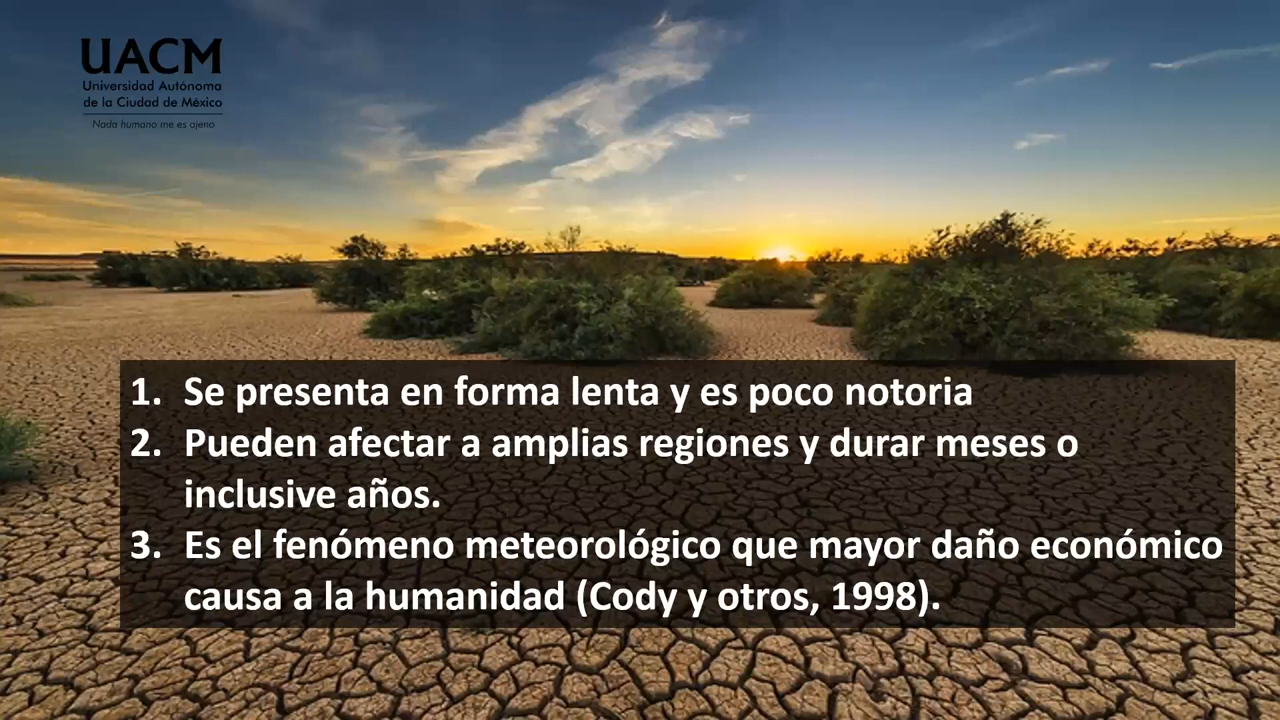 UACM
Universidad Autónoma
de la Ciudad de México
Nada humano me es ajeno
1. Se presenta en forma lenta y es poco notoria
2. Pueden afectar a amplias regiones y durar meses o
inclusive años.
3. Es el fenómeno meteorológico que mayor daño económico
causa a la humanidad (Cody y otros, 1998).